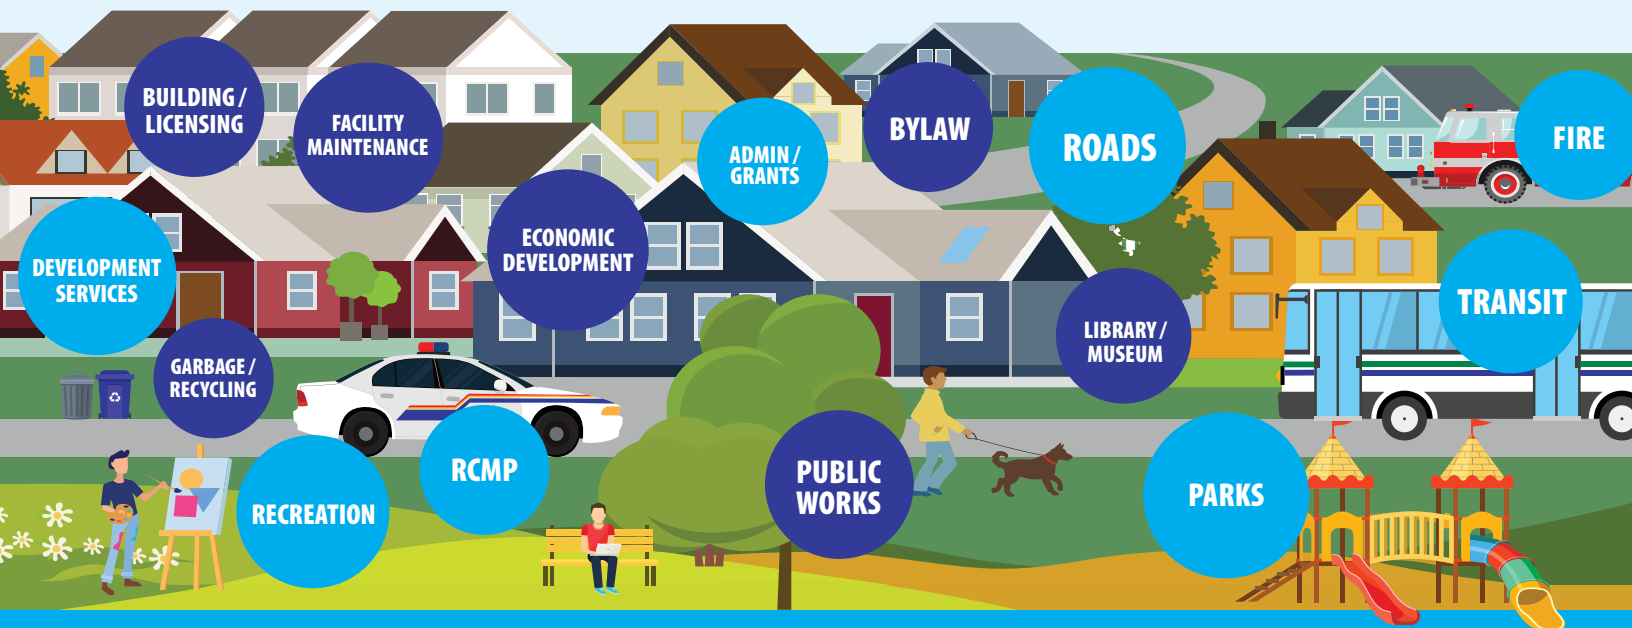 BUILDING /
LICENSING
FACILITY
MAINTENANCE
ADMIN /
GRANTS
BYLAW
ROADS
FIRE
DEVELOPMENT
SERVICES
ECONOMIC
DEVELOPMENT
LIBRARY /
MUSEUM
TRANSIT
GARBAGE /
RECYCLING
RECREATION
RCMP
PUBLIC
WORKS
PARKS